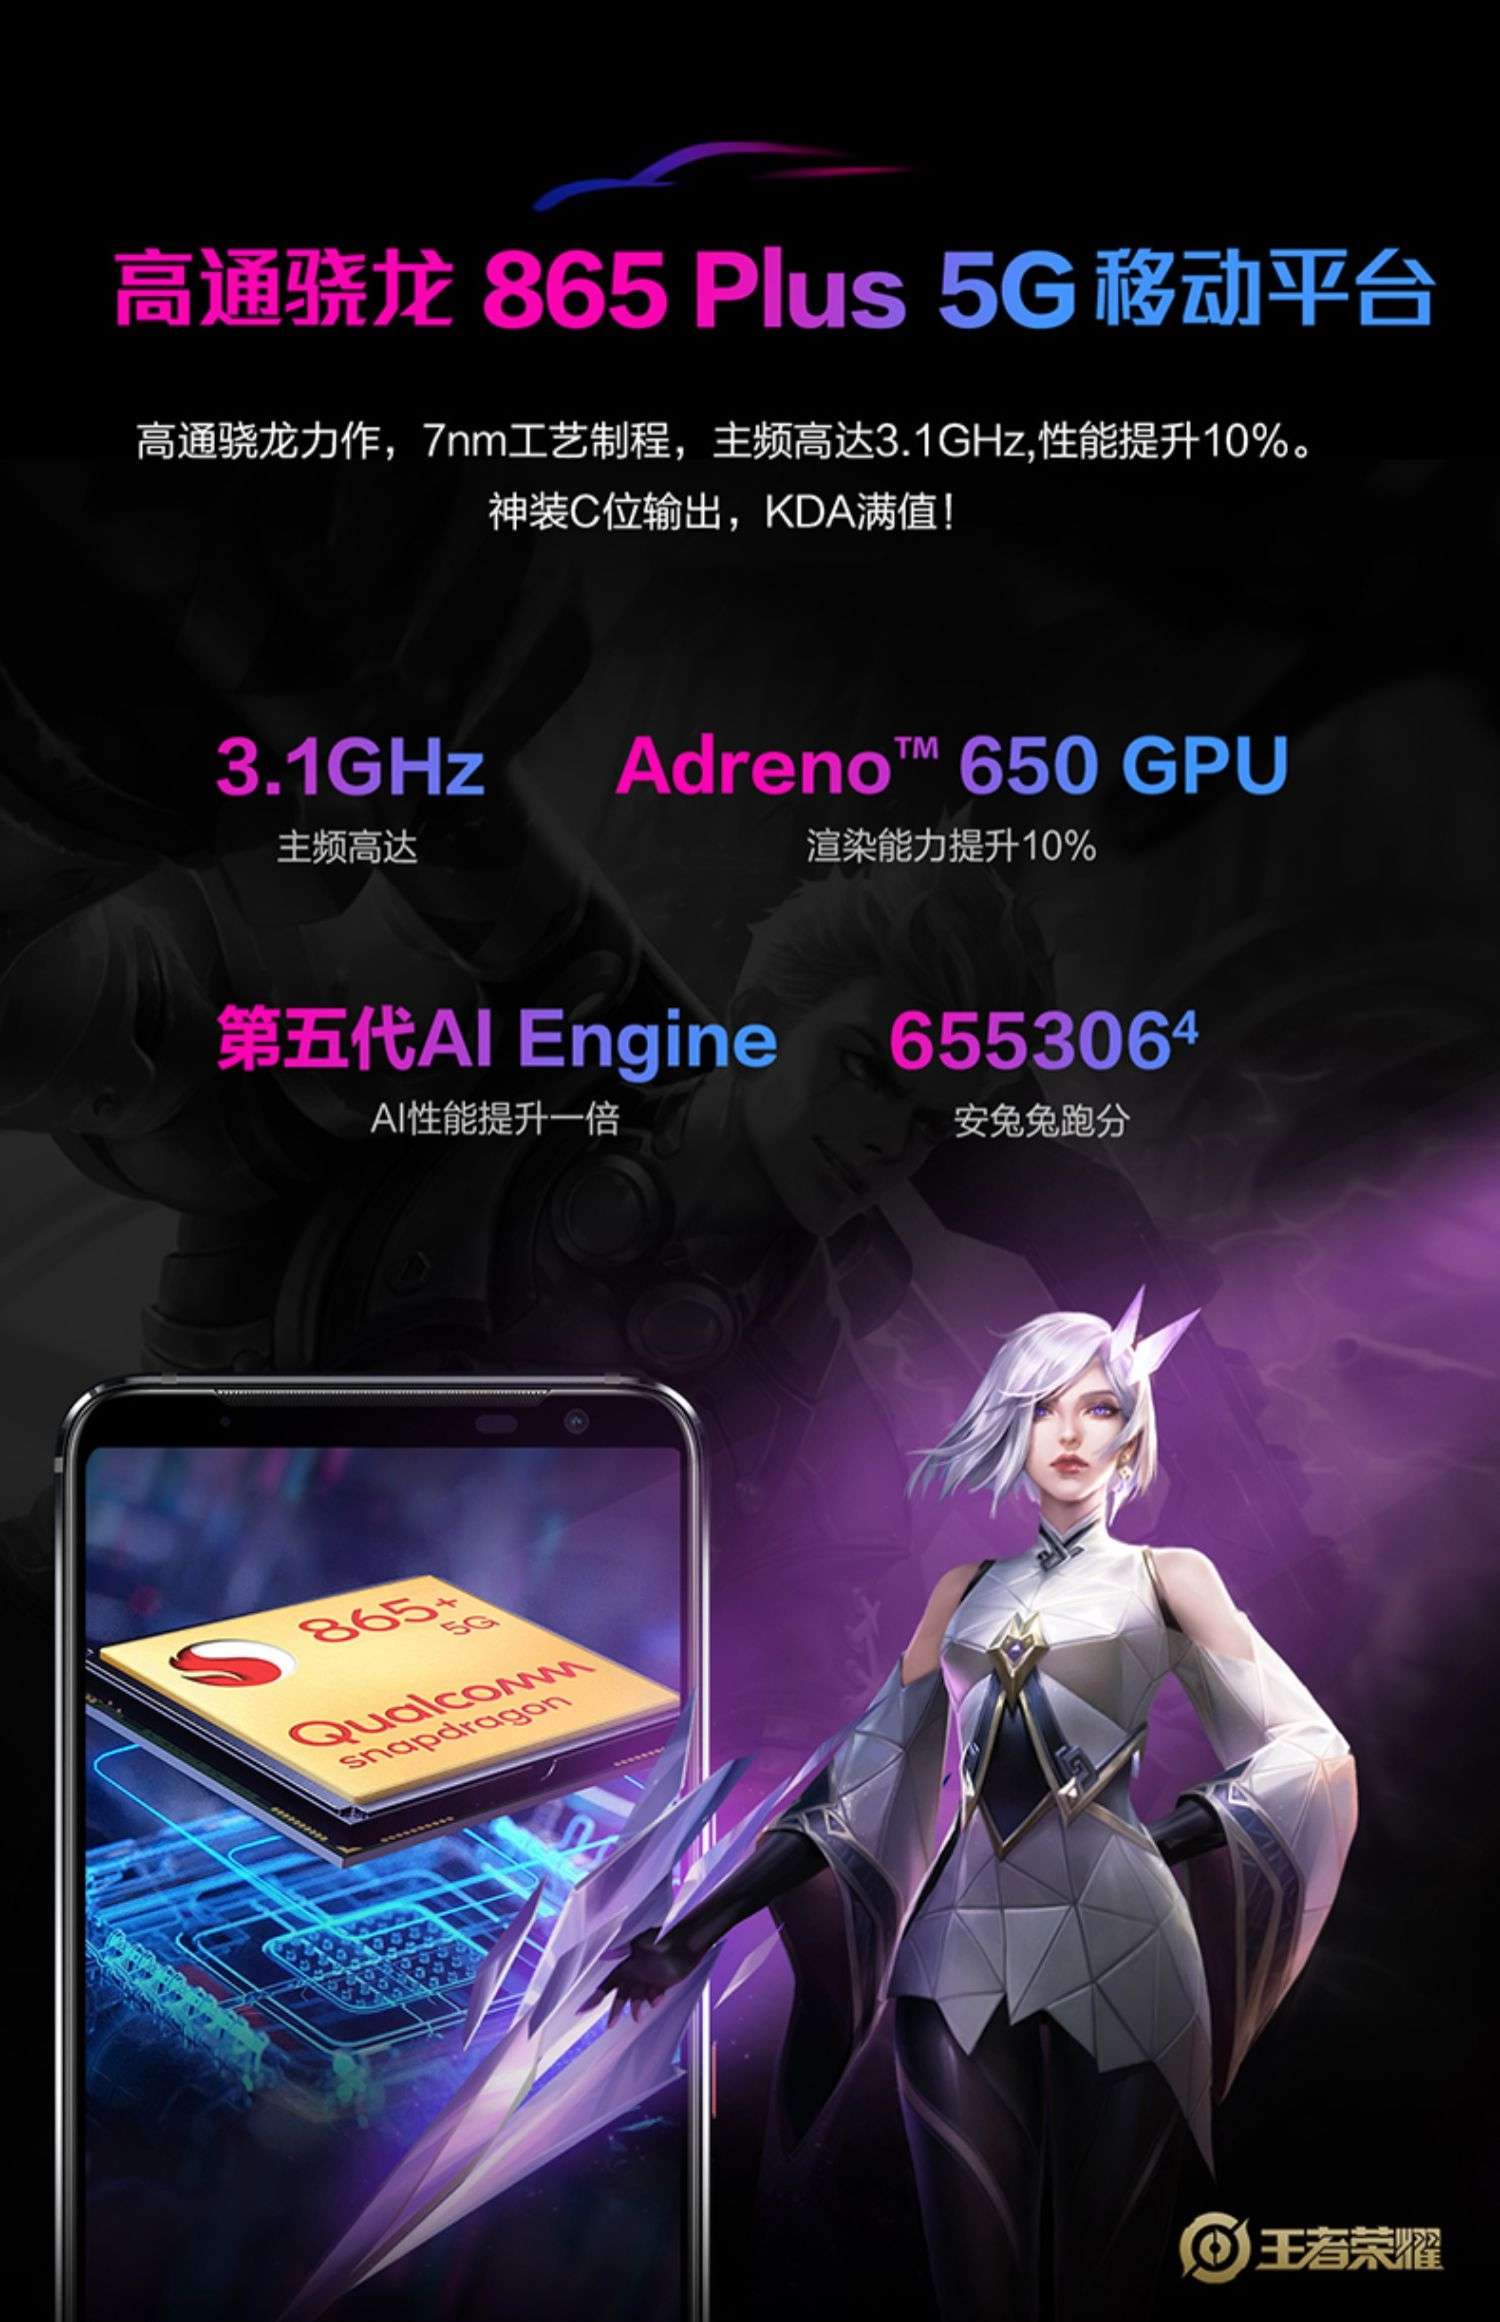 高通骁龙 865 Plus 5G 移动平台
高通骁龙力作，7nm工艺制程，主频高达3.1GHz,性能提升10%。
神装C位输出，KDA满值！
3.1GHz
主频高达
Adreno™ 650 GPU
渲染能力提升10%
第五代AI Engine
AI性能提升一倍
655306⁴
安兔兔跑分
865+
5G
Qualcomm
snapdragon
王者荣耀